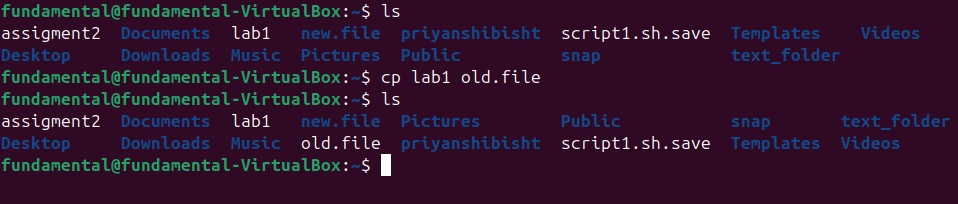 fundamental@fundamental-VirtualBox:~$ ls
assigment2 Documents lab1 new.file priyanshibisht script1.sh.save Templates Videos
Desktop Downloads Music Pictures Public snap text_folder
fundamental@fundamental-VirtualBox:~$ cp lab1 old.file
fundamental@fundamental-VirtualBox:~$ ls
assigment2 Documents lab1 new.file Pictures Public snap text_folder
Desktop Downloads Music old.file priyanshibisht script1.sh.save Templates Videos
fundamental@fundamental-VirtualBox:~$